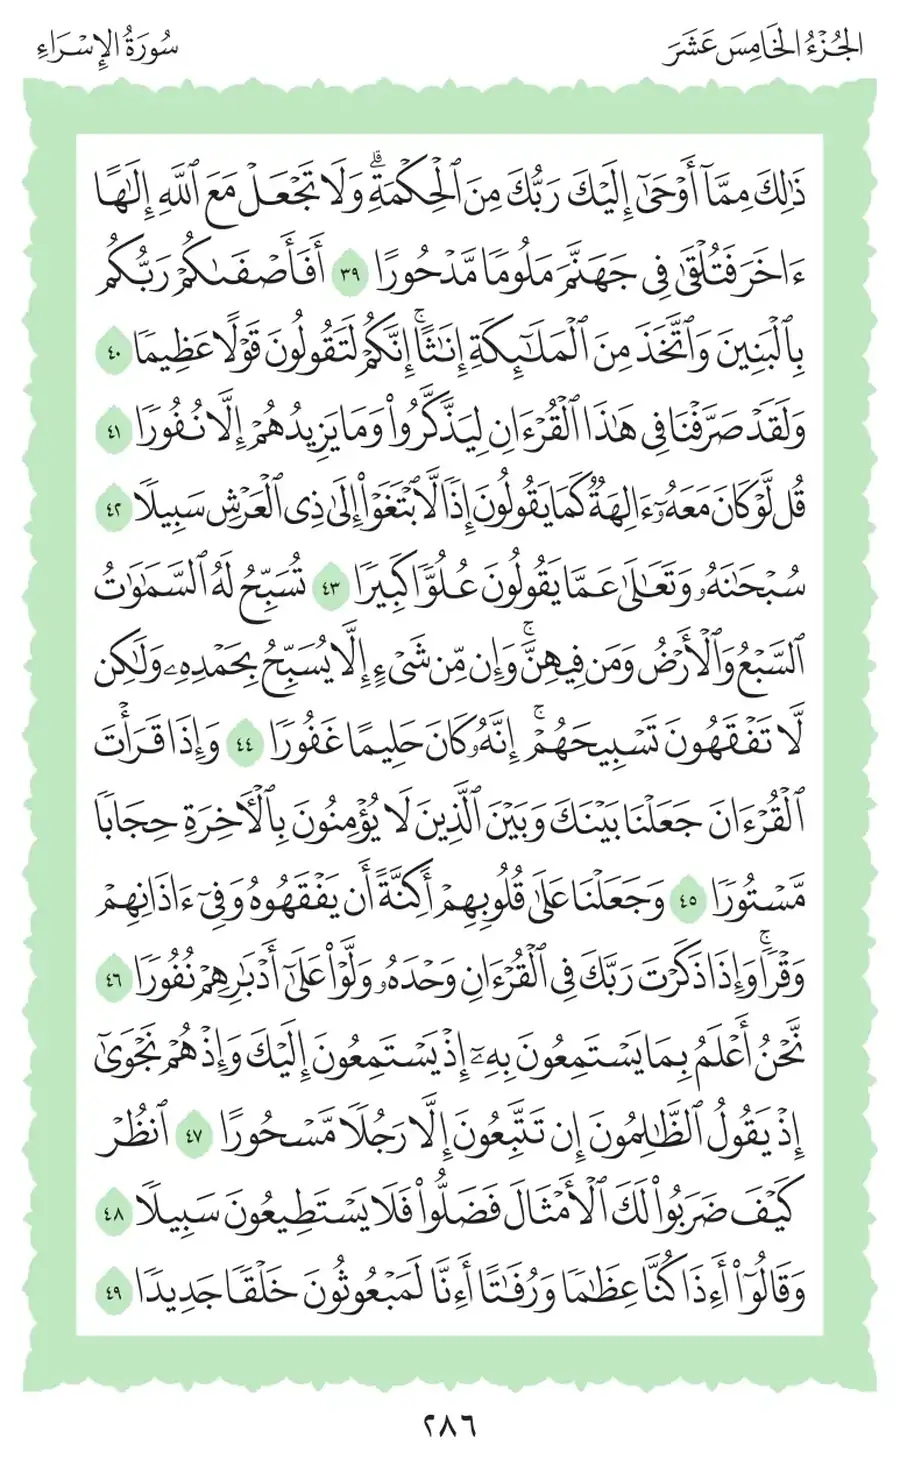 الجُزْءُ الخَامِسَ عَشَرَ
سُورَةُ الإِسْرَاءِ
ذَٰلِكَ مِمَّآ أَوْحَىٰٓ إِلَيْكَ رَبُّكَ مِنَ ٱلْحِكْمَةِۗ وَلَا تَجْعَلْ مَعَ ٱللَّهِ إِلَٰهًا
ءَاخَرَ فَتُلْقَىٰ فِى جَهَنَّمَ مَلُومًا مَّدْحُورًا ٣٩ أَفَأَصْفَىٰكُمْ رَبُّكُم
بِٱلْبَنِينَ وَٱتَّخَذَ مِنَ ٱلْمَلَٰٓئِكَةِ إِنَٰثًاۚ إِنَّكُمْ لَتَقُولُونَ قَوْلًا عَظِيمًا ٤٠
وَلَقَدْ صَرَّفْنَا فِى هَٰذَا ٱلْقُرْءَانِ لِيَذَّكَّرُوا۟ وَمَا يَزِيدُهُمْ إِلَّا نُفُورًا ٤١
قُل لَّوْ كَانَ مَعَهُۥٓ ءَالِهَةٌ كَمَا يَقُولُونَ إِذًا لَّٱبْتَغَوْا۟ إِلَىٰ ذِى ٱلْعَرْشِ سَبِيلًا ٤٢
سُبْحَٰنَهُۥ وَتَعَٰلَىٰ عَمَّا يَقُولُونَ عُلُوًّا كَبِيرًا ٤٣ تُسَبِّحُ لَهُ ٱلسَّمَٰوَٰتُ
ٱلسَّبْعُ وَٱلْأَرْضُ وَمَن فِيهِنَّۚ وَإِن مِّن شَىْءٍ إِلَّا يُسَبِّحُ بِحَمْدِهِۦ وَلَٰكِن
لَّا تَفْقَهُونَ تَسْبِيحَهُمْۚ إِنَّهُۥ كَانَ حَلِيمًا غَفُورًا ٤٤ وَإِذَا قَرَأْتَ
ٱلْقُرْءَانَ جَعَلْنَا بَيْنَكَ وَبَيْنَ ٱلَّذِينَ لَا يُؤْمِنُونَ بِٱلْـَٔاخِرَةِ حِجَابًا
مَّسْتُورًا ٤٥ وَجَعَلْنَا عَلَىٰ قُلُوبِهِمْ أَكِنَّةً أَن يَفْقَهُوهُ وَفِىٓ ءَاذَانِهِمْ
وَقْرًاۚ وَإِذَا ذَكَرْتَ رَبَّكَ فِى ٱلْقُرْءَانِ وَحْدَهُۥ وَلَّوْا۟ عَلَىٰٓ أَدْبَٰرِهِمْ نُفُورًا ٤٦
نَّحْنُ أَعْلَمُ بِمَا يَسْتَمِعُونَ بِهِۦٓ إِذْ يَسْتَمِعُونَ إِلَيْكَ وَإِذْ هُمْ نَجْوَىٰٓ
إِذْ يَقُولُ ٱلظَّٰلِمُونَ إِن تَتَّبِعُونَ إِلَّا رَجُلًا مَّسْحُورًا ٤٧ ٱنظُرْ
كَيْفَ ضَرَبُوا۟ لَكَ ٱلْأَمْثَالَ فَضَلُّوا۟ فَلَا يَسْتَطِيعُونَ سَبِيلًا ٤٨
وَقَالُوٓا۟ أَءِذَا كُنَّا عِظَٰمًا وَرُفَٰتًا أَءِنَّا لَمَبْعُوثُونَ خَلْقًا جَدِيدًا ٤٩
٢٨٦